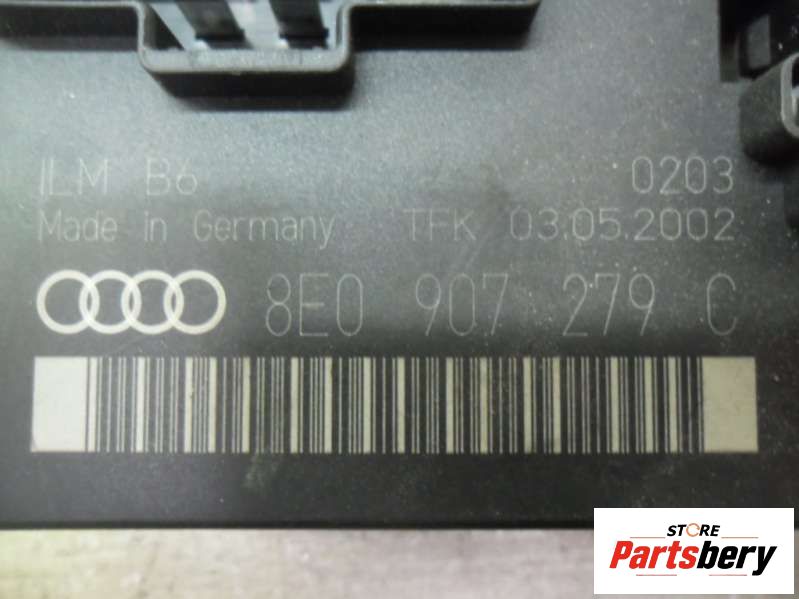 ILM B6 0203
Made in Germany TFK 03.05.2002
8E0 907 279 C
STORE
Partsbery